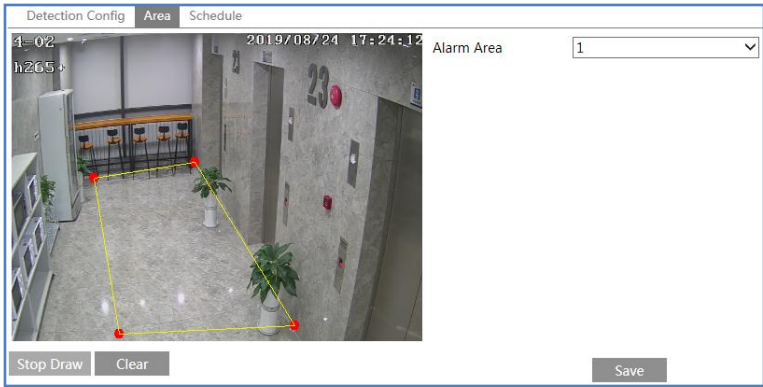 Detection Config Area Schedule
4-02 2019/08/24 17:24:12
h265+
23
Alarm Area 1
Stop Draw Clear
Save